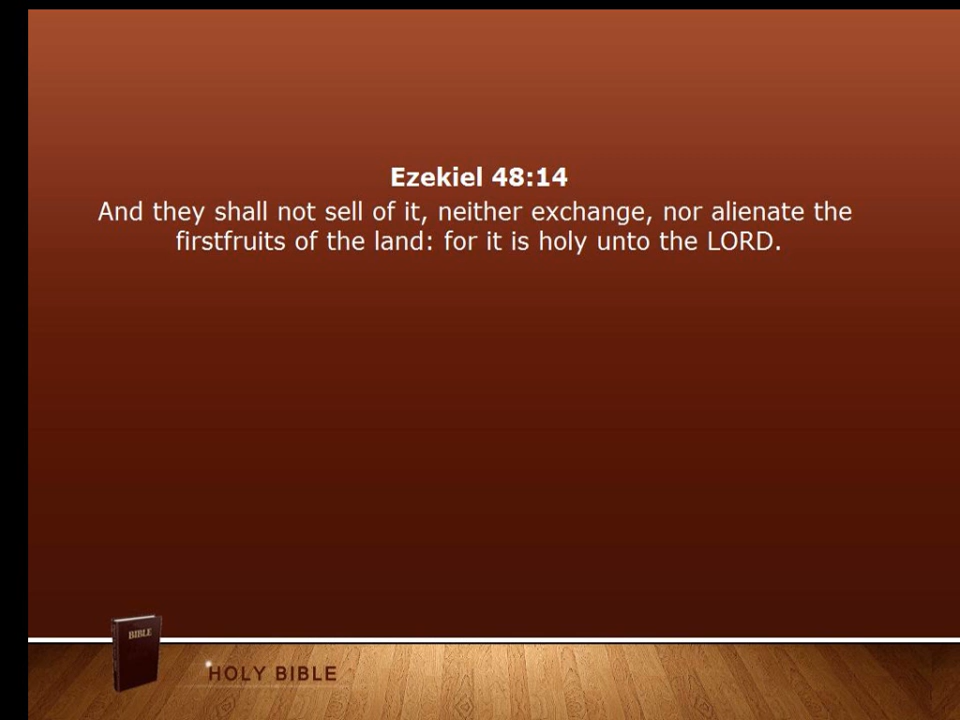 Ezekiel 48:14
And they shall not sell of it, neither exchange, nor alienate the
firstfruits of the land: for it is holy unto the LORD.
BIBLE
HOLY BIBLE